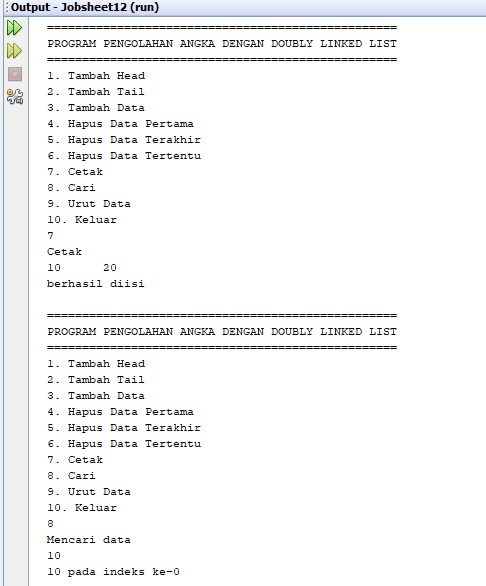 Output - Jobsheet12 (run)
==================================================
PROGRAM PENGOLAHAN ANGKA DENGAN DOUBLY LINKED LIST
==================================================
1. Tambah Head
2. Tambah Tail
3. Tambah Data
4. Hapus Data Pertama
5. Hapus Data Terakhir
6. Hapus Data Tertentu
7. Cetak
8. Cari
9. Urut Data
10. Keluar
7
Cetak
10      20
berhasil diisi
==================================================
PROGRAM PENGOLAHAN ANGKA DENGAN DOUBLY LINKED LIST
==================================================
1. Tambah Head
2. Tambah Tail
3. Tambah Data
4. Hapus Data Pertama
5. Hapus Data Terakhir
6. Hapus Data Tertentu
7. Cetak
8. Cari
9. Urut Data
10. Keluar
8
Mencari data
10
10 pada indeks ke-0